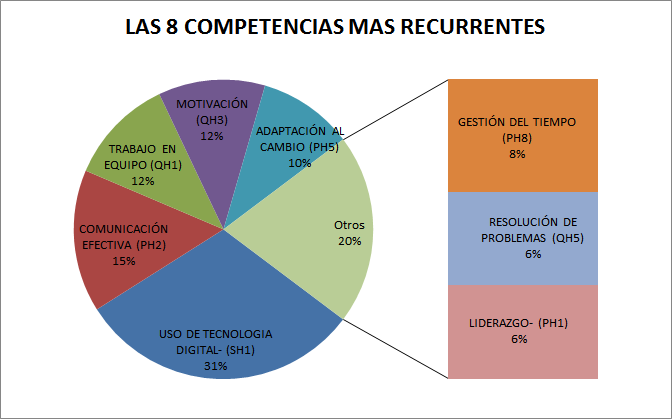 LAS 8 COMPETENCIAS MAS RECURRENTES
MOTIVACIÓN
(QH3)
12%
ADAPTACIÓN AL
CAMBIO (PH5)
10%
TRABAJO EN
EQUIPO (QH1)
12%
COMUNICACIÓN
EFECTIVA (PH2)
15%
USO DE TECNOLOGIA
DIGITAL- (SH1)
31%
Otros
20%
GESTIÓN DEL TIEMPO
(PH8)
8%
RESOLUCIÓN DE
PROBLEMAS (QH5)
6%
LIDERAZGO- (PH1)
6%